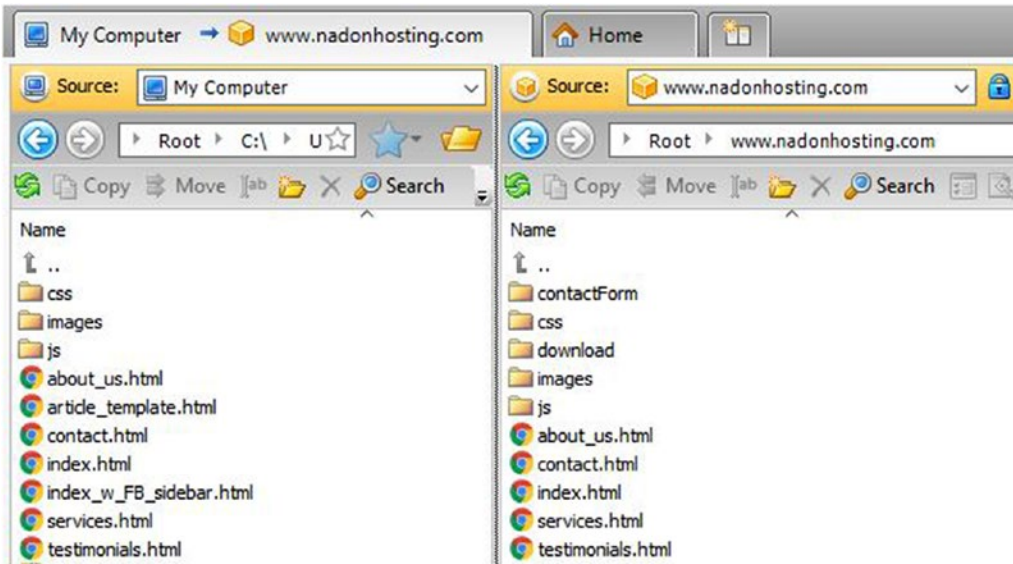 My Computer www.nadonhosting.com Home
Source: My Computer
Root C:\ U
Copy Move ab Search
Name
..
css
images
js
about_us.html
article_template.html
contact.html
index.html
index_w_FB_sidebar.html
services.html
testimonials.html
Source: www.nadonhosting.com
Root www.nadonhosting.com
Copy Move ab Search
Name
..
contactForm
css
download
images
js
about_us.html
contact.html
index.html
services.html
testimonials.html